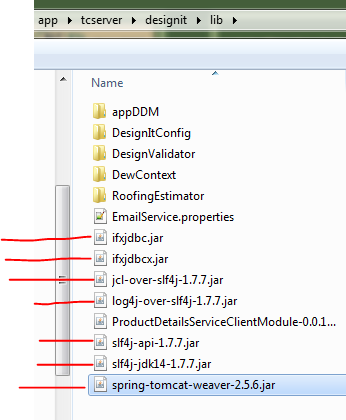 app ▸ tcserver ▸ designit ▸ lib ▸
Name
appDDM
DesignItConfig
DesignValidator
DewContext
RoofingEstimator
EmailService.properties
ifxjdbc.jar
ifxjdbcx.jar
jcl-over-slf4j-1.7.7.jar
log4j-over-slf4j-1.7.7.jar
ProductDetailsServiceClientModule-0.0.1...
slf4j-api-1.7.7.jar
slf4j-jdk14-1.7.7.jar
spring-tomcat-weaver-2.5.6.jar